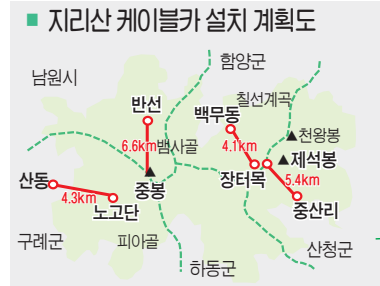 ■ 지리산 케이블카 설치 계획도
함양군
남원시
반선
백무동
칠선계곡
6.6km
뱀사골
4.1km
▲천왕봉
▲제석봉
장터목
산동
중봉
5.4km
4.3km
노고단
중산리
구례군
피아골
하동군
산청군